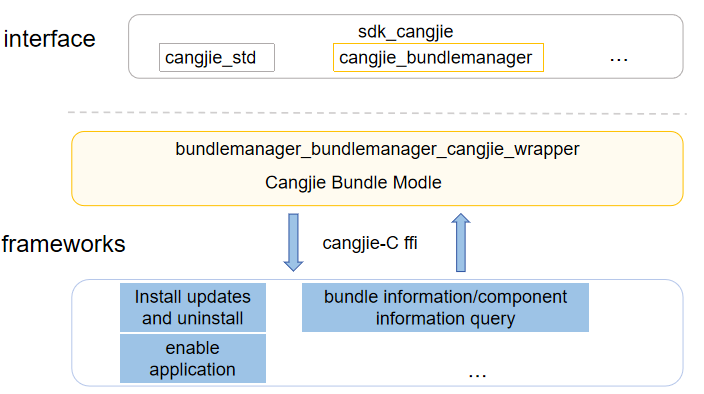 interface
sdk_cangjie
cangjie_std
cangjie_bundlemanager
...
bundlemanager_bundlemanager_cangjie_wrapper
Cangjie Bundle Modle
frameworks
cangjie-C ffi
Install updates
and uninstall
bundle information/component
information query
enable
application
...